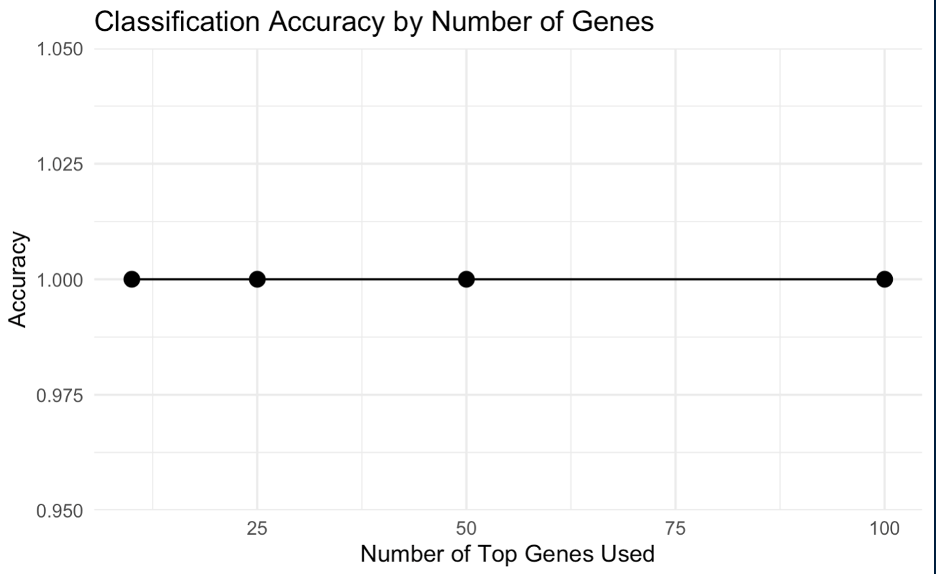 Classification Accuracy by Number of Genes
1.050
1.025
1.000
0.975
0.950
Accuracy
25 50 75 100
Number of Top Genes Used